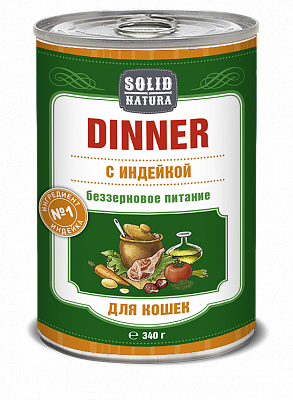 SOLID
NATURA
DINNER
С ИНДЕЙКОЙ
беззерновое питание
ИНГРЕДИЕНТ
№1
ИНДЕЙКА
ДЛЯ КОШЕК
℮ 340 г